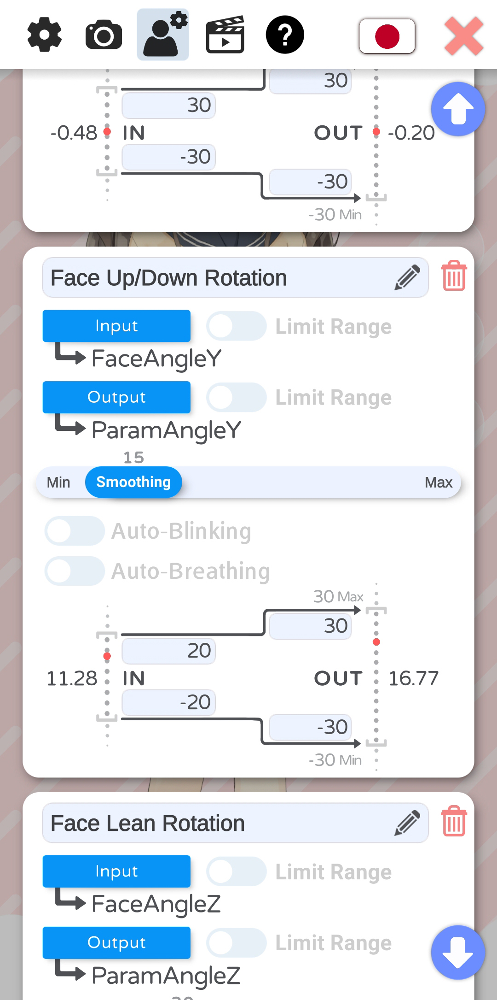 30
30
-0.48 IN OUT -0.20
-30
-30
-30 Min
Face Up/Down Rotation
Input Limit Range
FaceAngleY
Output Limit Range
ParamAngleY
15
Min Smoothing Max
Auto-Blinking
Auto-Breathing
30 Max
30
20
11.28 IN OUT 16.77
-20
-30
-30 Min
Face Lean Rotation
Input Limit Range
FaceAngleZ
Output Limit Range
ParamAngleZ